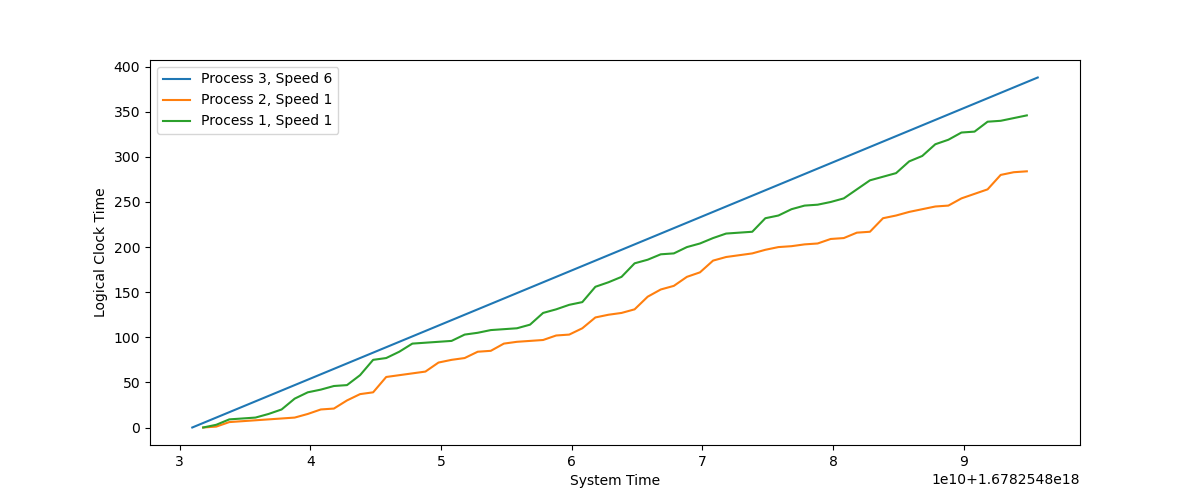 400
350
300
250
200
150
100
50
0
Logical Clock Time
Process 3, Speed 6
Process 2, Speed 1
Process 1, Speed 1
3 4 5 6 7 8 9
System Time
1e10+1.6782548e18